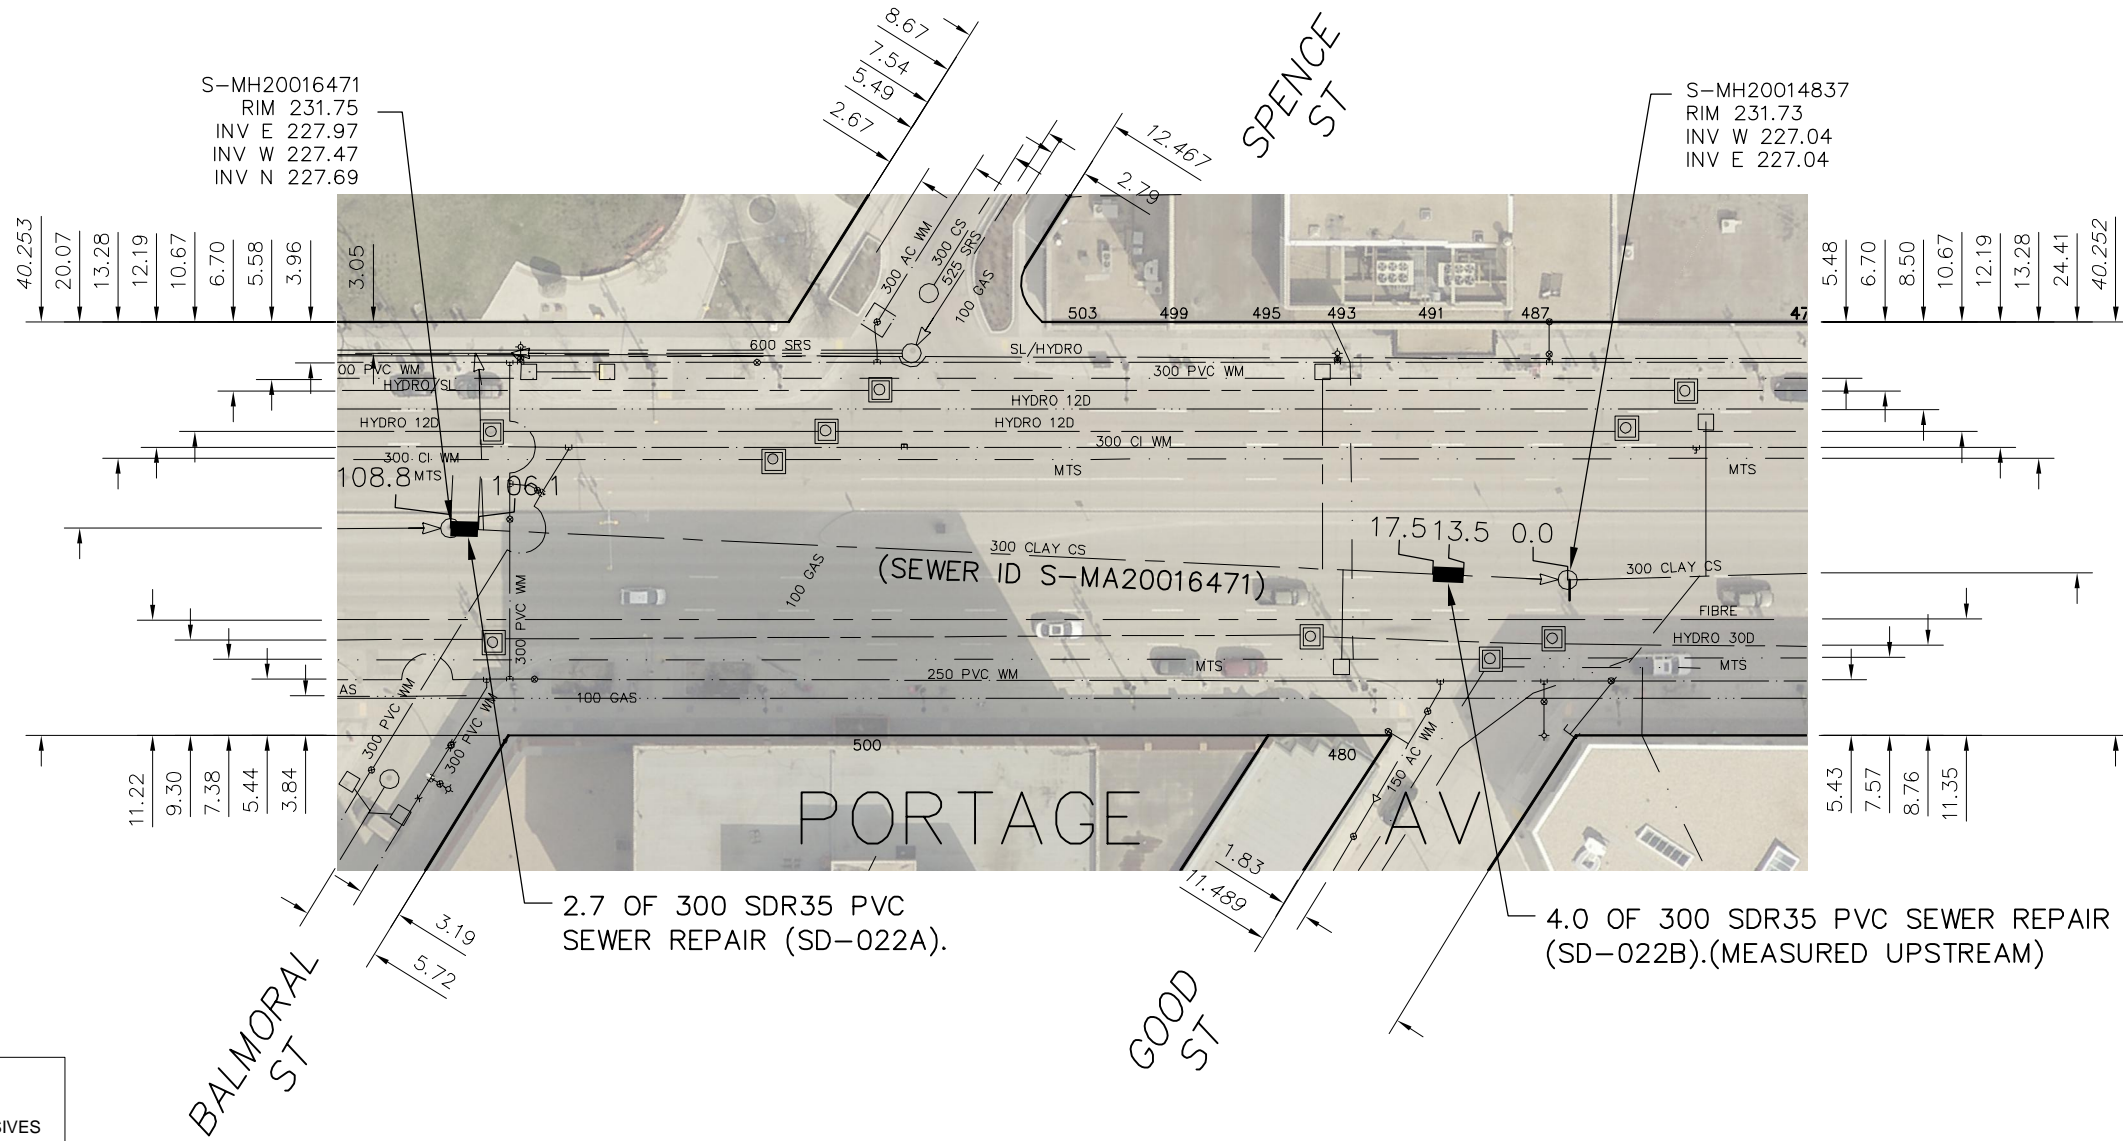 8.67
7.54
5.49
2.67
SPENCE
ST
12.467
2.79
S-MH20016471
RIM 231.75
INV E 227.97
INV W 227.47
INV N 227.69
S-MH20014837
RIM 231.73
INV W 227.04
INV E 227.04
40.253
20.07
13.28
12.19
10.67
6.70
5.58
3.96
3.05
5.48
6.70
8.50
10.67
12.19
13.28
24.41
40.252
300 AC WM
300 CS
525 SRS
100 GAS
503
499
495
493
491
487
47
600 SRS
SL/HYDRO
00 PVC WM
300 PVC WM
HYDRO/SL
HYDRO 12D
HYDRO 12D
HYDRO 12D
300 CI WM
300 CI WM
MTS
MTS
MTS
108.8
106.1
17.5
13.5
0.0
300 CLAY CS
300 CLAY CS
(SEWER ID S-MA20016471)
100 GAS
300 PVC WM
FIBRE
HYDRO 30D
MTS
MTS
250 PVC WM
AS
100 GAS
300 PVC WM
300 PVC WM
500
480
150 AC WM
PORTAGE AV
11.22
9.30
7.38
5.44
3.84
5.43
7.57
8.76
11.35
1.83
11.489
3.19
5.72
2.7 OF 300 SDR35 PVC
SEWER REPAIR (SD-022A).
4.0 OF 300 SDR35 PVC SEWER REPAIR
(SD-022B).(MEASURED UPSTREAM)
BALMORAL
ST
GOOD
ST
SIVES